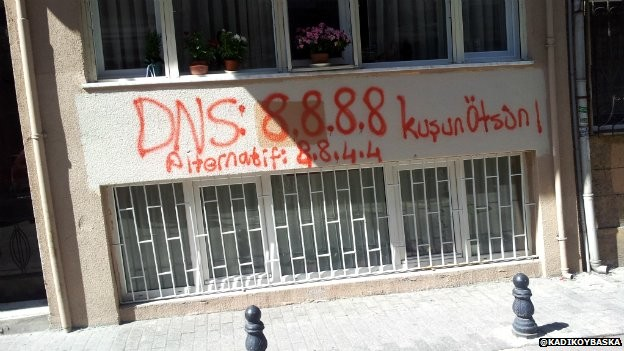 DNS: 8.8.8.8 kuşun Ötsün!
Alternatif: 8.8.4.4
@KADIKOYBASKA